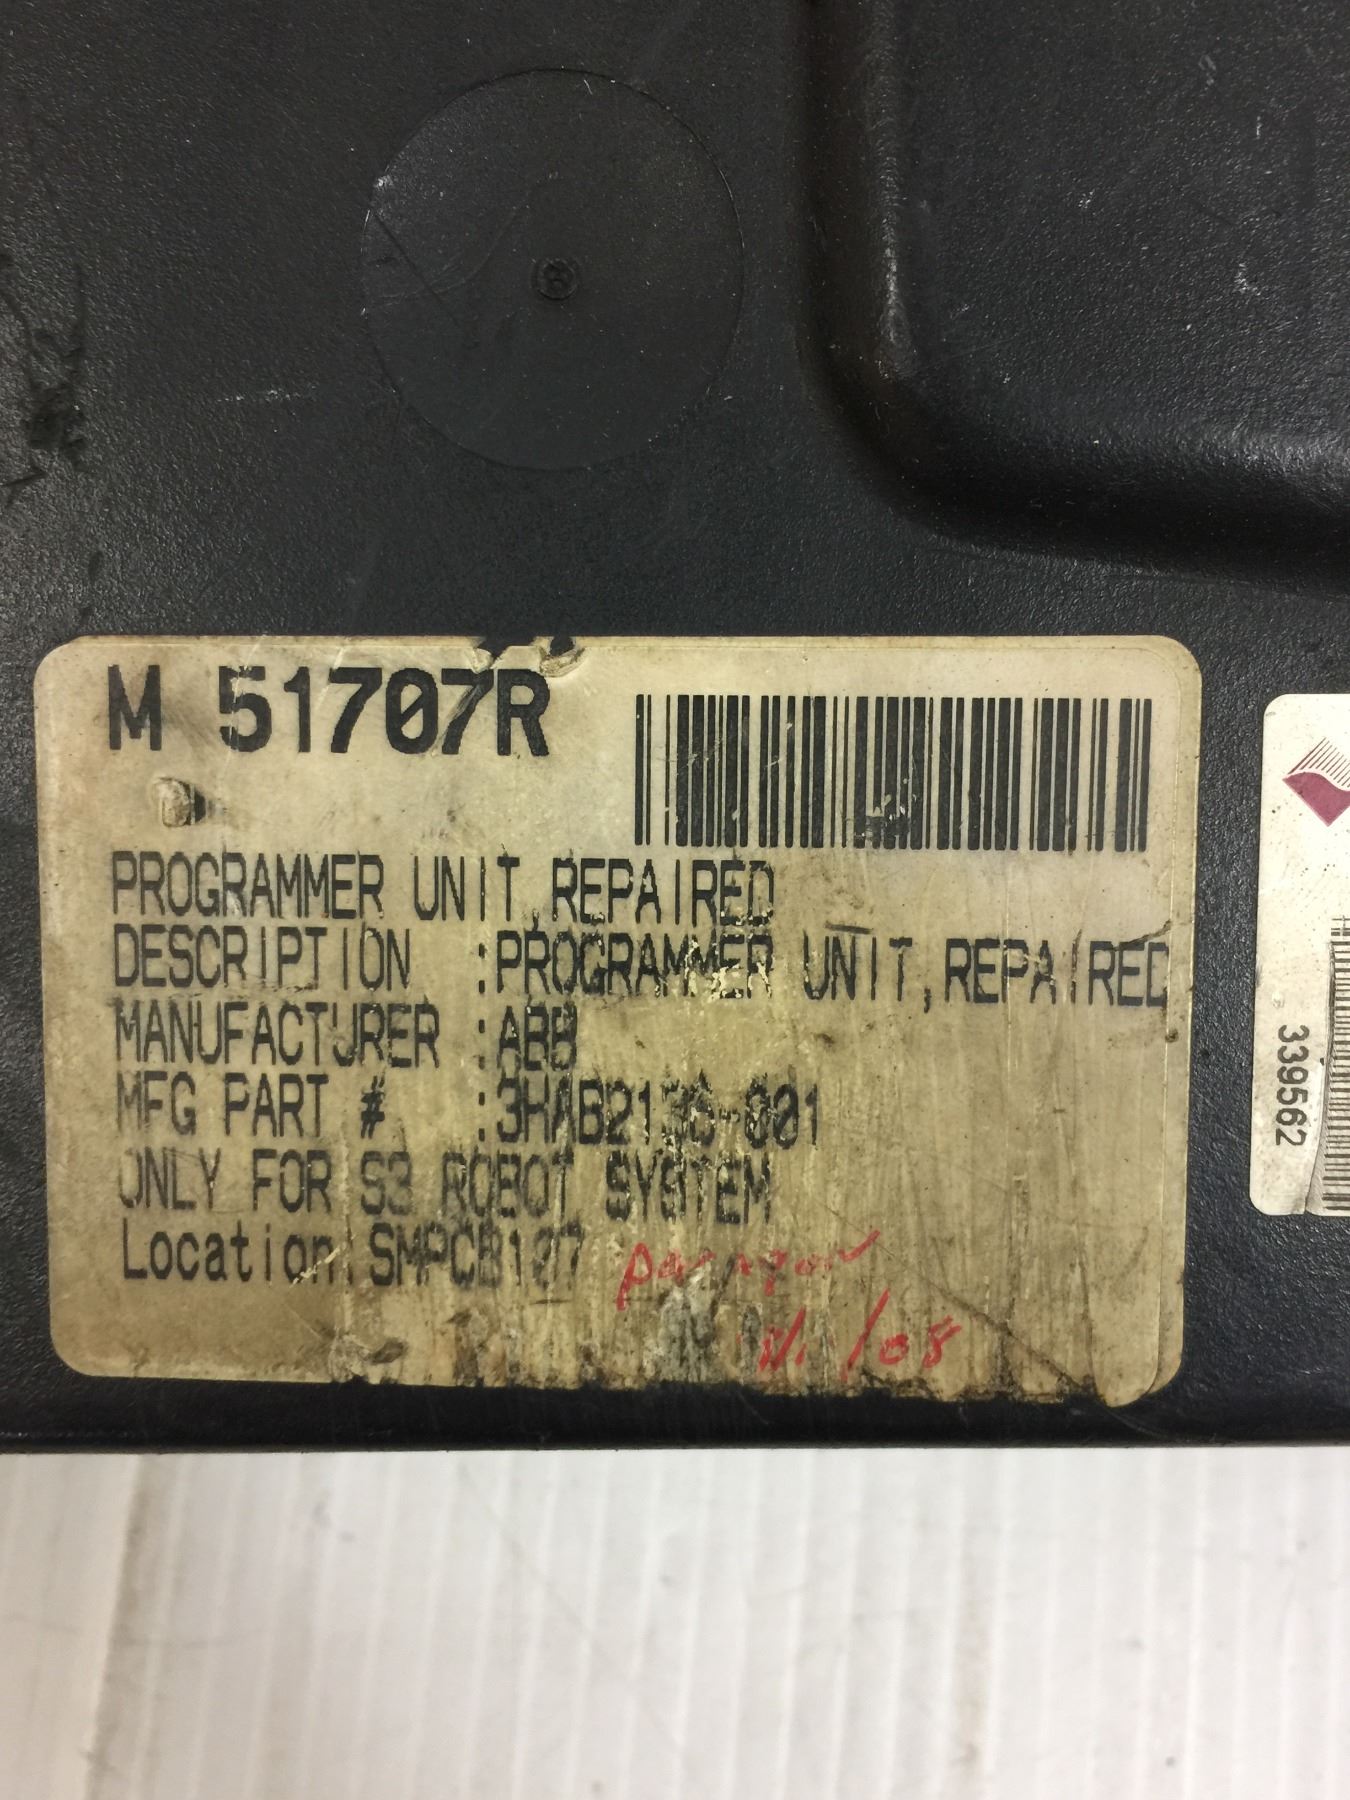 M 51707R
PROGRAMMER UNIT,REPAIRED
DESCRIPTION :PROGRAMMER UNIT,REPAIRED
MANUFACTURER :ABB
MFG PART # :
ONLY FOR S3 ROBOT SYSTEM
Location: SMPCB107
339562